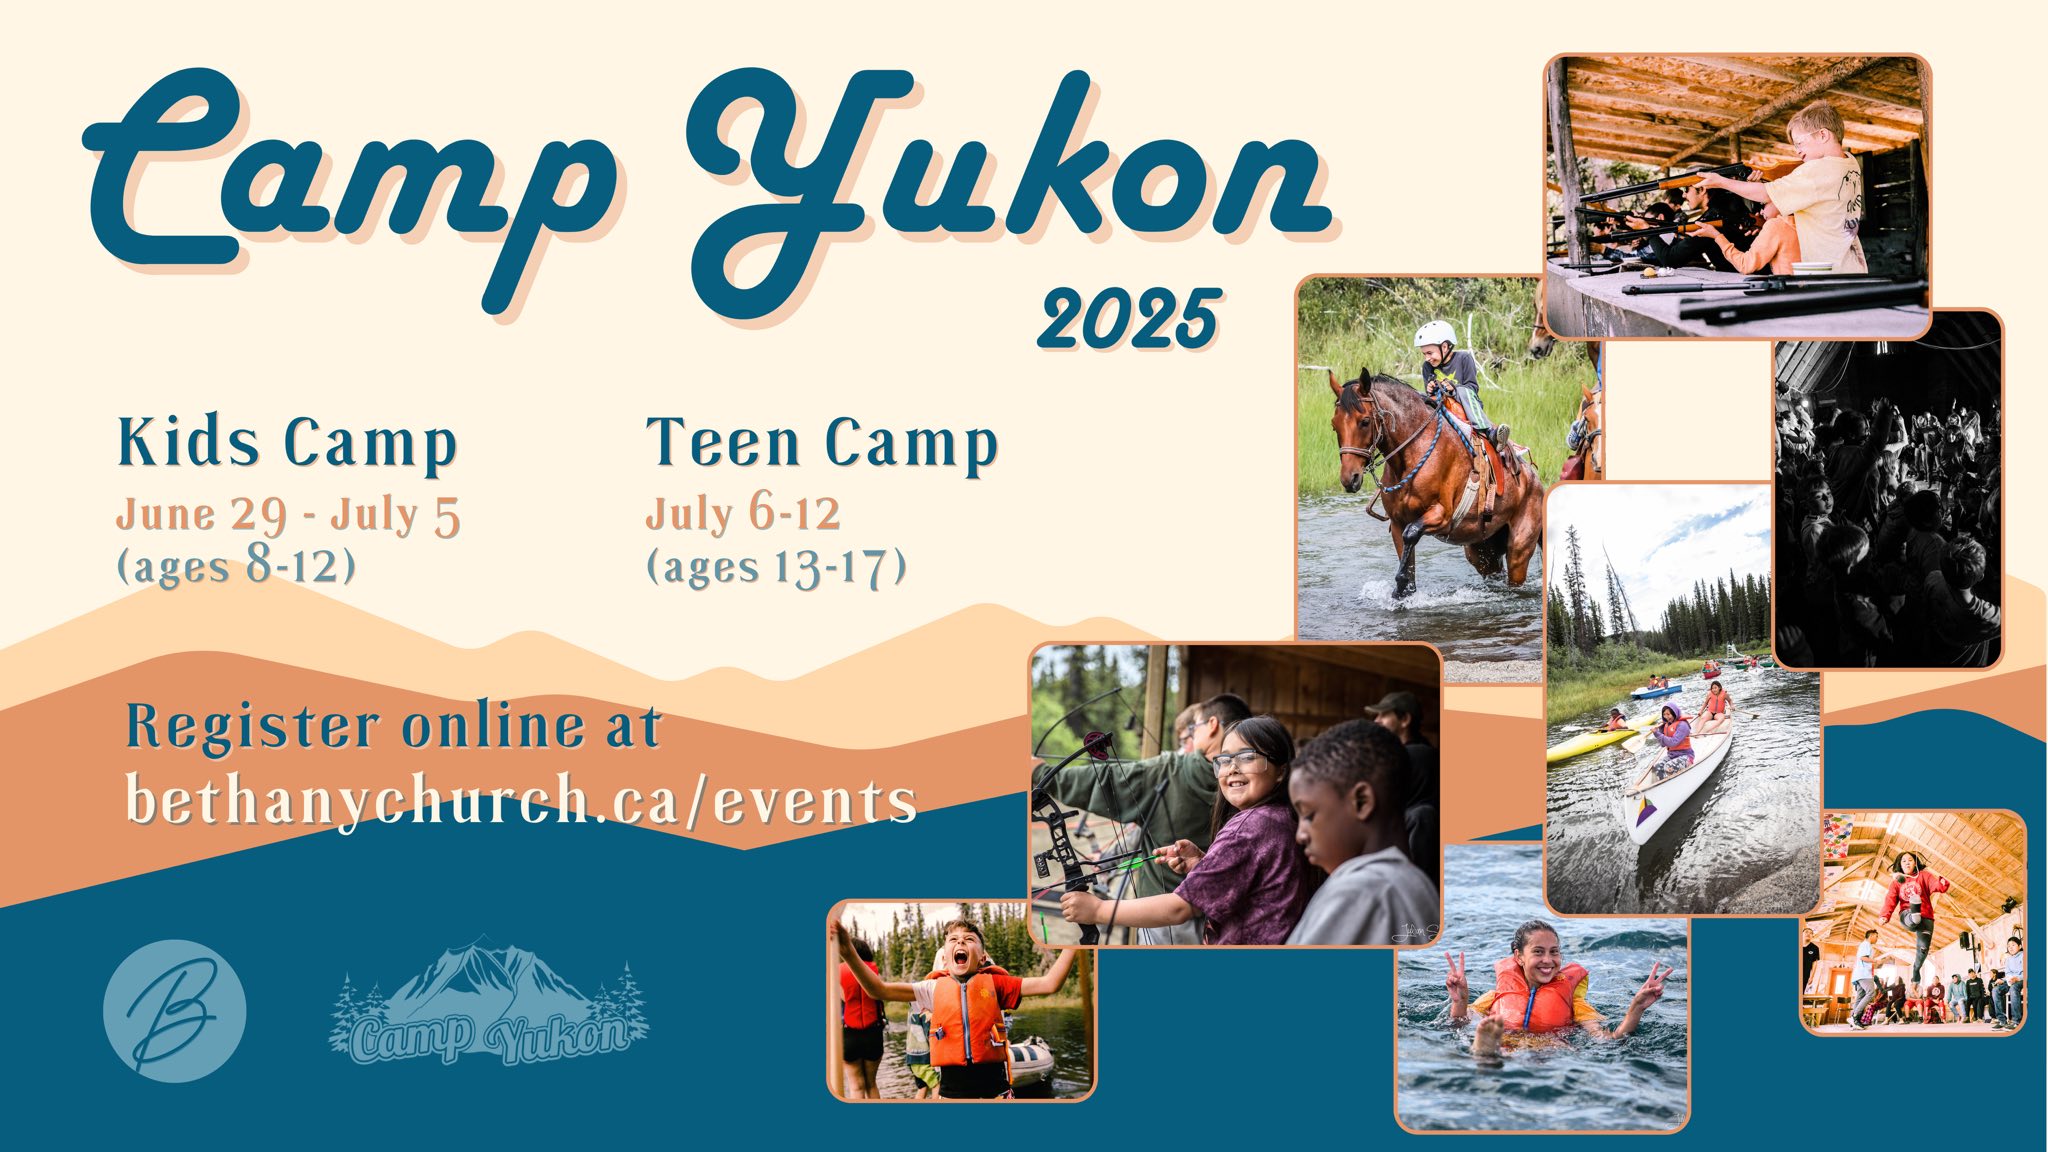 Camp Yukon
2025
Kids Camp
June 29 - July 5
(ages 8-12)
Teen Camp
July 6-12
(ages 13-17)
Register online at
bethanychurch.ca/events
B
Camp Yukon